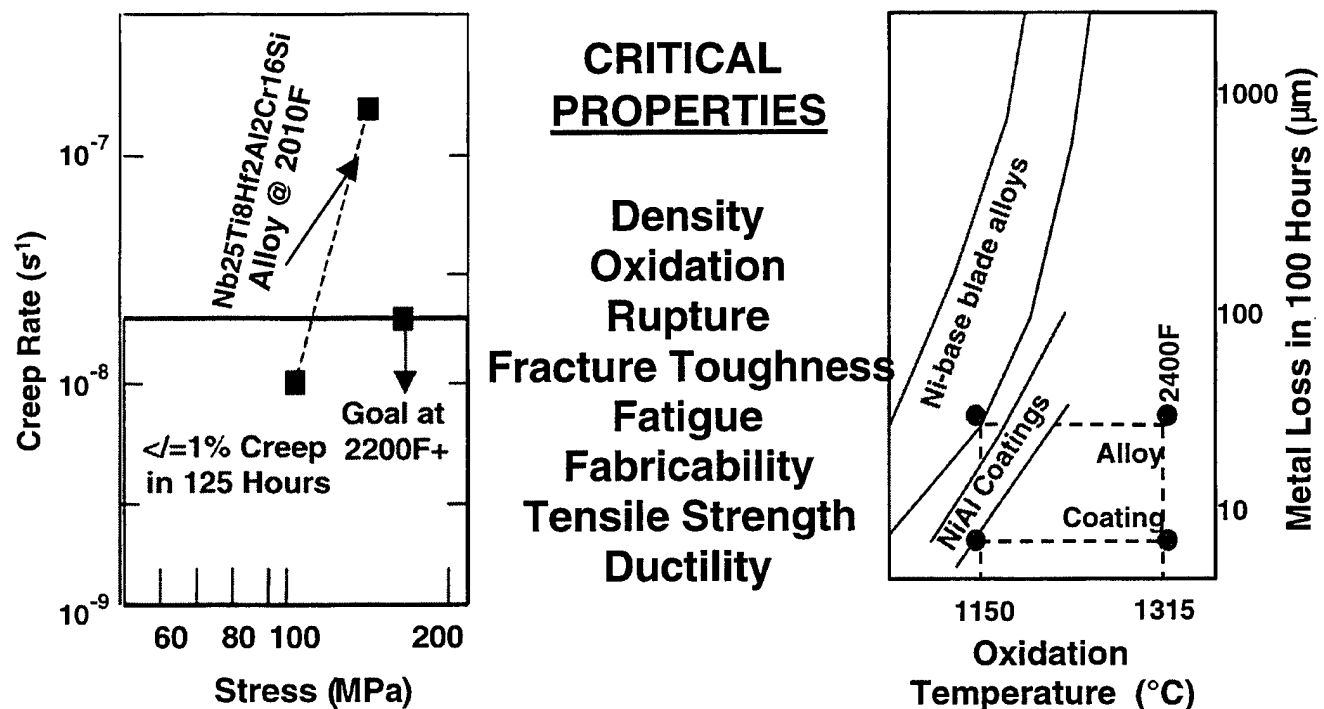 Creep Rate (s¹)
10-7
10-8
10-9
Nb25Ti8Hf2Al2Cr16Si
Alloy @ 2010F
</=1% Creep
in 125 Hours
Goal at
2200F+
60 80 100 200
Stress (MPa)
CRITICAL
PROPERTIES
Density
Oxidation
Rupture
Fracture Toughness
Fatigue
Fabricability
Tensile Strength
Ductility
Ni-base blade alloys
NiAl Coatings
2400F
Alloy
Coating
1000
100
10
Metal Loss in 100 Hours (μm)
1150 1315
Oxidation
Temperature (°C)